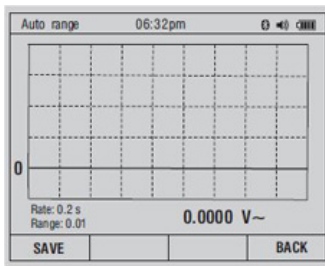 Auto range 06:32pm
0
Rate: 0.2 s
Range: 0.01
0.0000 V~
SAVE BACK